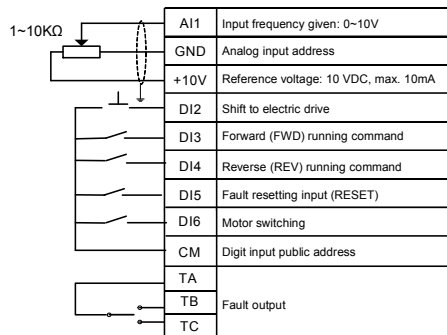 1~10KΩ
AI1 Input frequency given: 0~10V
GND Analog input address
+10V Reference voltage: 10 VDC, max. 10mA
DI2 Shift to electric drive
DI3 Forward (FWD) running command
DI4 Reverse (REV) running command
DI5 Fault resetting input (RESET)
DI6 Motor switching
CM Digit input public address
TA
TB Fault output
TC